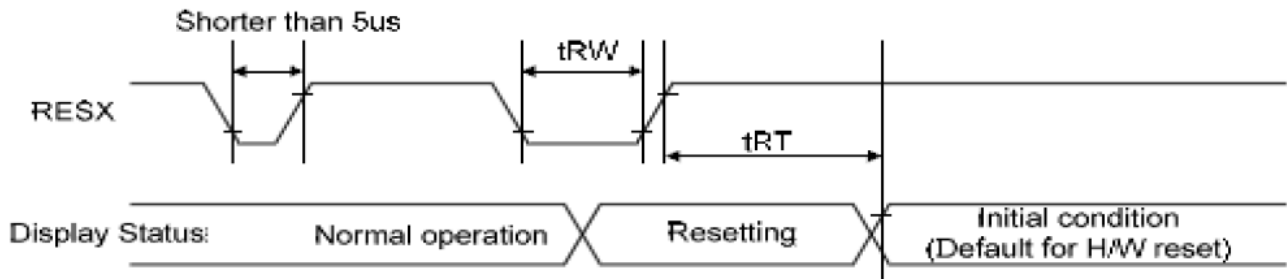 Shorter than 5us
tRW
RESX
tRT
Display Status:
Normal operation
Resetting
Initial condition
(Default for H/W reset)